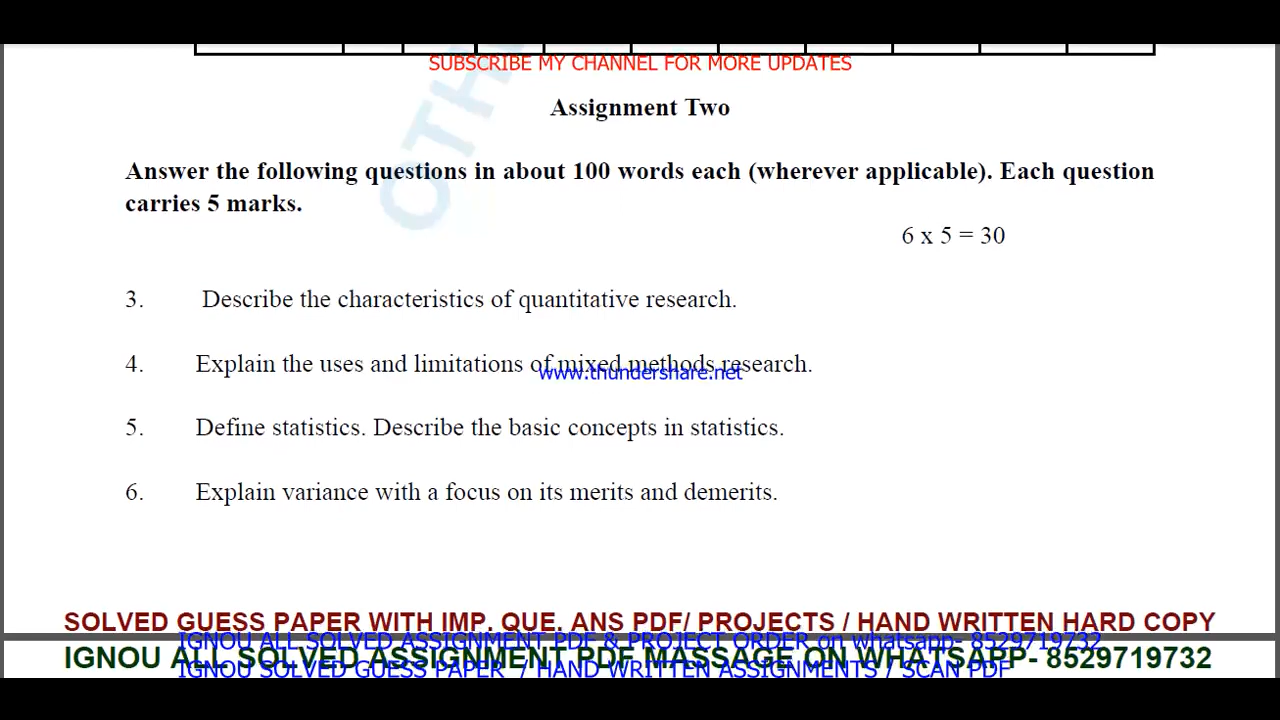 SUBSCRIBE MY CHANNEL FOR MORE UPDATES
OTH
Assignment Two
Answer the following questions in about 100 words each (wherever applicable). Each question
carries 5 marks.
6 x 5 = 30
3. Describe the characteristics of quantitative research.
4. Explain the uses and limitations of mixed methods research.
www.thundershare.net
5. Define statistics. Describe the basic concepts in statistics.
6. Explain variance with a focus on its merits and demerits.
SOLVED GUESS PAPER WITH IMP. QUE. ANS PDF/ PROJECTS / HAND WRITTEN HARD COPY
IGNOU ALL SOLVED ASSIGNMENT PDF & PROJECT ORDER on whatsapp- 8529719732
IGNOU ALL SOLVED ASSIGNMENT PDF MASSAGE ON WHATSAPP- 8529719732
IGNOU SOLVED GUESS PAPER / HAND WRITTEN ASSIGNMENTS / SCAN PDF